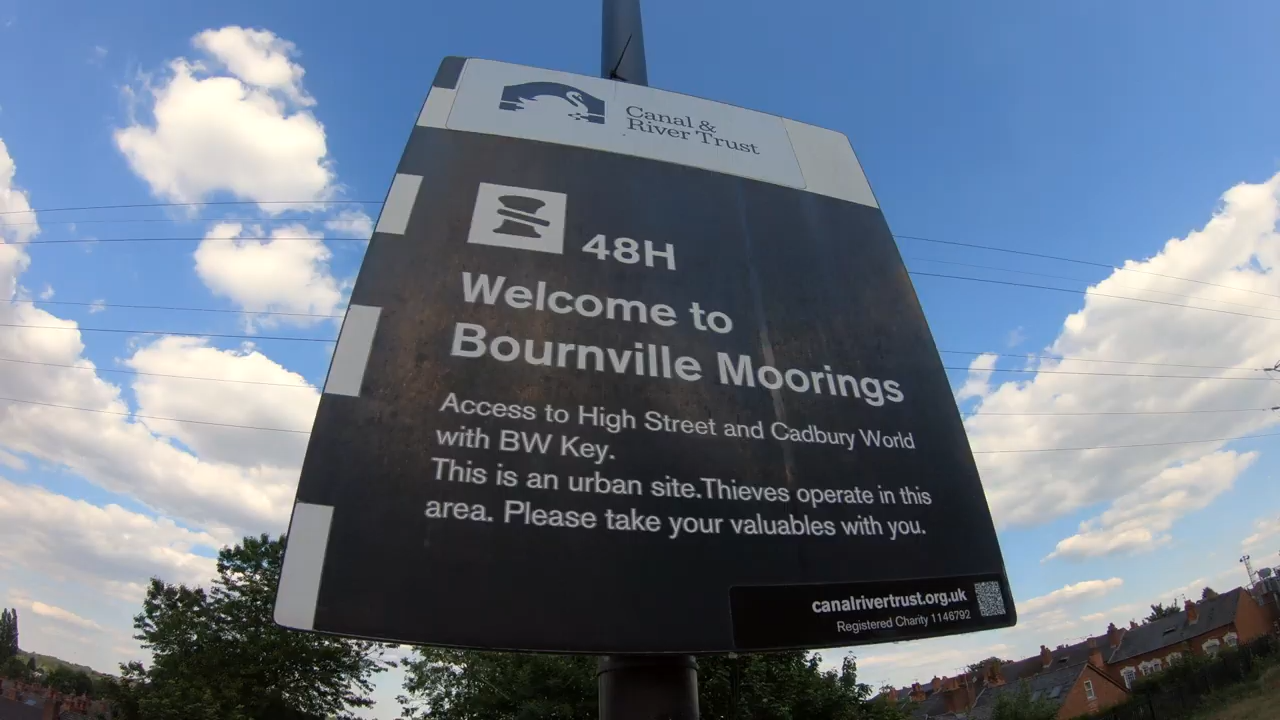 Canal &
River Trust
48H
Welcome to
Bournville Moorings
Access to High Street and Cadbury World
with BW Key.
This is an urban site.Thieves operate in this
area. Please take your valuables with you.
canalrivertrust.org.uk
Registered Charity 1146792